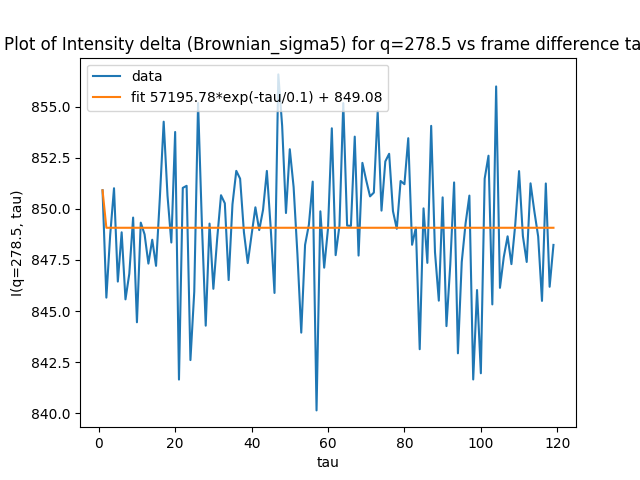 Plot of Intensity delta (Brownian_sigma5) for q=278.5 vs frame difference ta
data
fit 57195.78*exp(-tau/0.1) + 849.08
855.0
852.5
850.0
847.5
845.0
842.5
840.0
I(q=278.5, tau)
0 20 40 60 80 100 120
tau